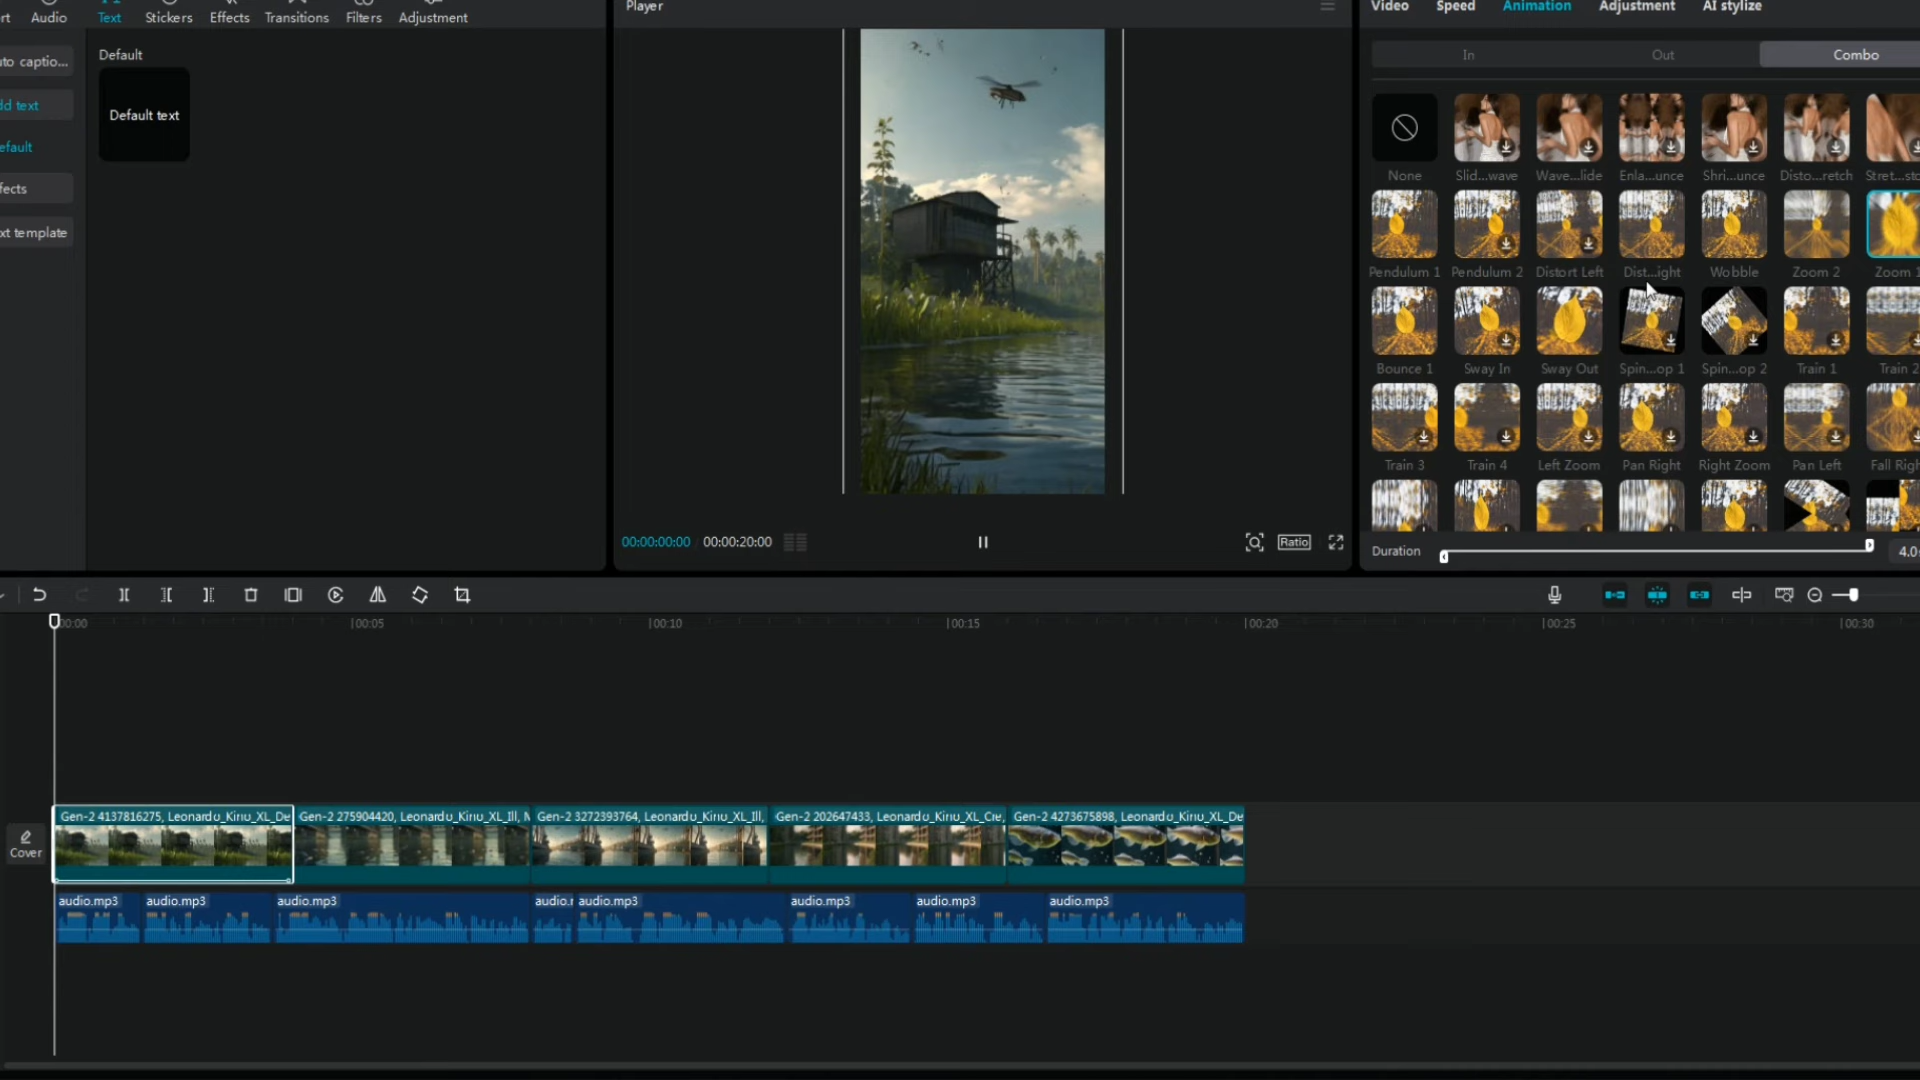 rt Audio Text Stickers Effects Transitions Filters Adjustment
Player
Video Speed Animation Adjustment AI stylize
uto captio...
dd text
efault
fects
xt template
Default
Default text
In Out Combo
None Slid...wave Wave...lide Enla...unce Shri...unce Disto...retch Stret...sto
Pendulum 1 Pendulum 2 Distort Left Dist...ight Wobble Zoom 2 Zoom 1
Bounce 1 Sway In Sway Out Spin...op 1 Spin...op 2 Train 1 Train 2
Train 3 Train 4 Left Zoom Pan Right Right Zoom Pan Left Fall Righ
00:00:00:00 00:00:20:00
Ratio
Duration 4.0
00:00 00:05 00:10 00:15 00:20 00:25 00:30
Cover
Gen-2 4137816275, Leonardo_Kino_XL_De
Gen-2 275904420, Leonardo_Kino_XL_Ill,
Gen-2 3272393764, Leonardo_Kino_XL_Ill,
Gen-2 202647433, Leonardo_Kino_XL_Cre,
Gen-2 4273675898, Leonardo_Kino_XL_De
audio.mp3 audio.mp3 audio.mp3 audio.r audio.mp3 audio.mp3 audio.mp3 audio.mp3